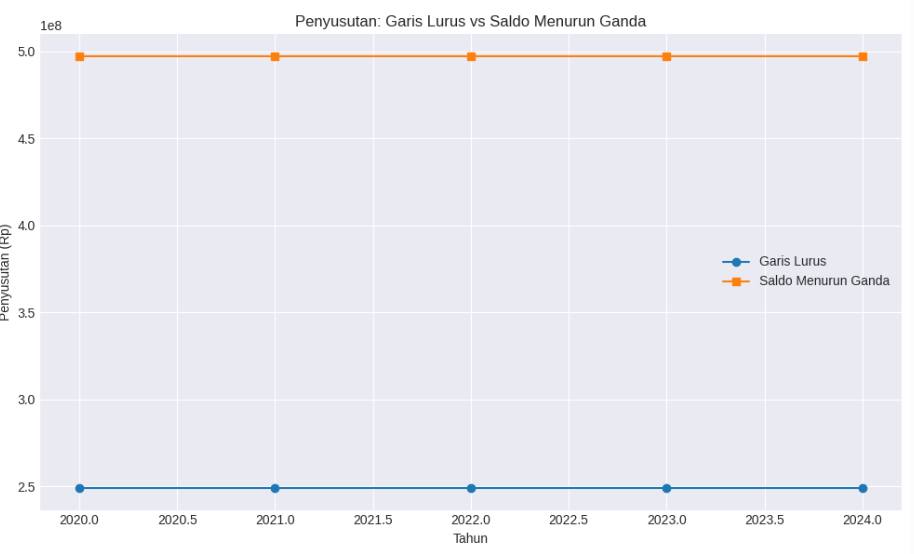 Penyusutan: Garis Lurus vs Saldo Menurun Ganda
1e8
5.0
4.5
4.0
3.5
3.0
2.5
Penyusutan (Rp)
Garis Lurus
Saldo Menurun Ganda
2020.0 2020.5 2021.0 2021.5 2022.0 2022.5 2023.0 2023.5 2024.0
Tahun